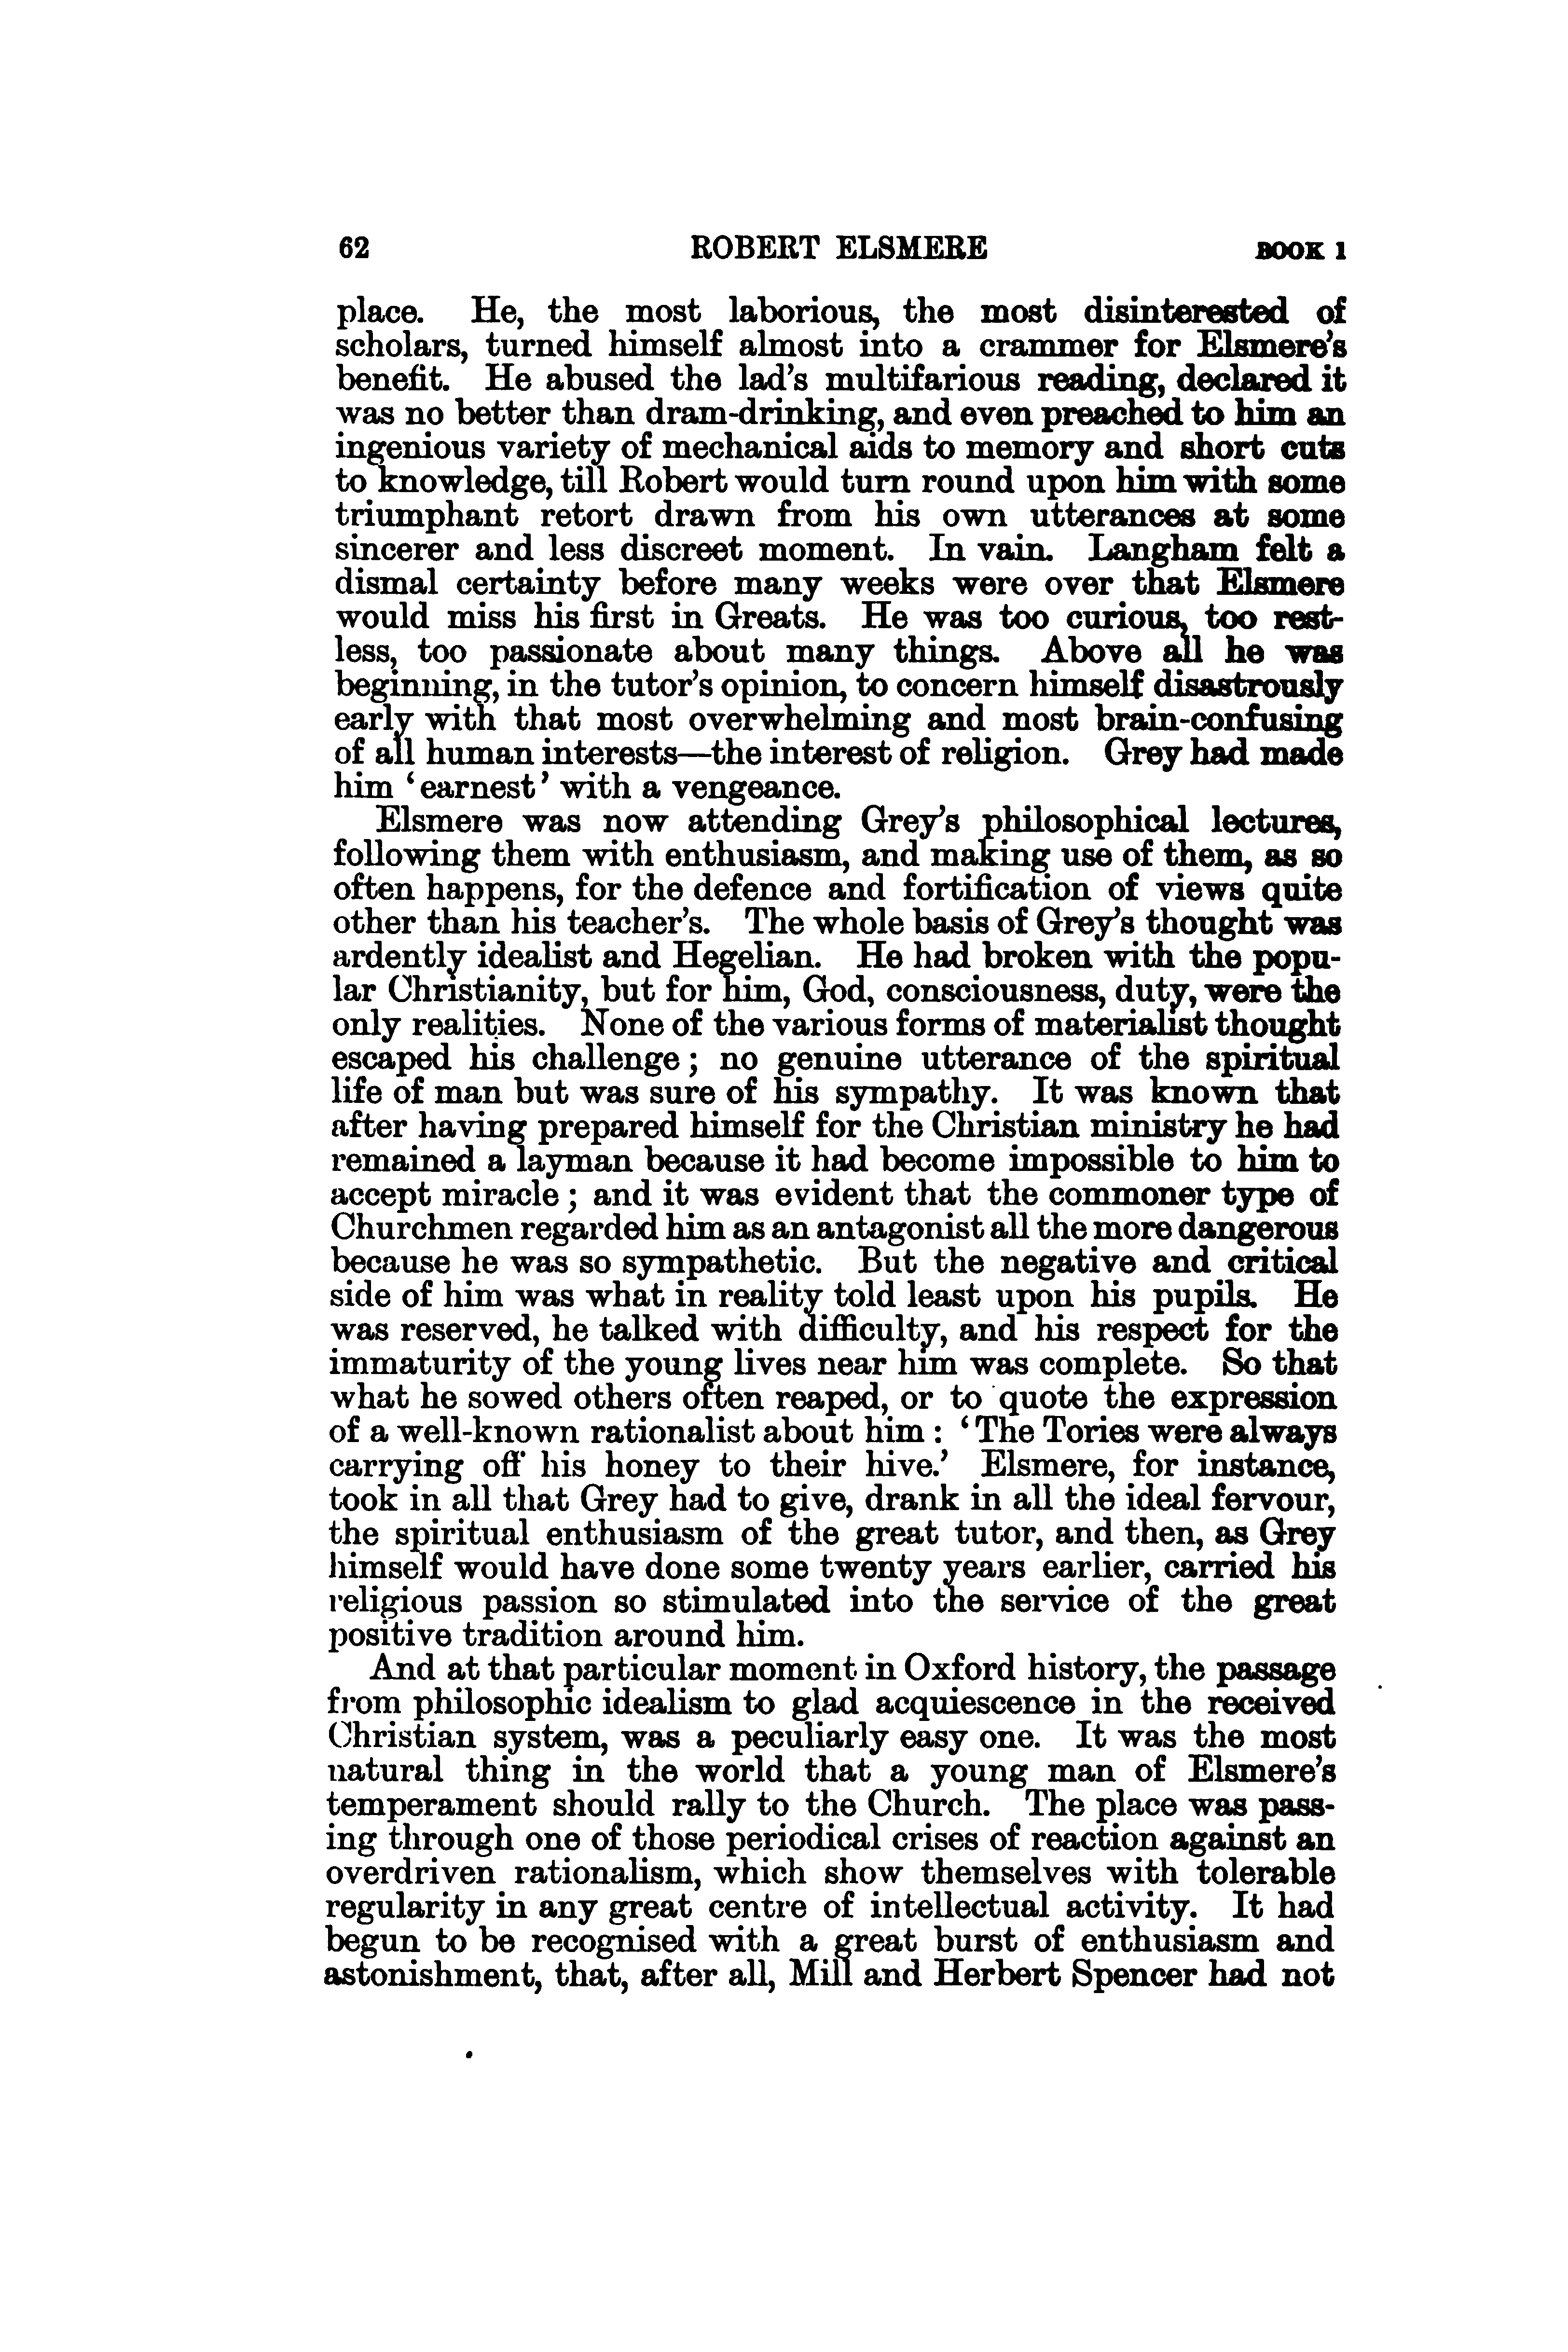 62 ROBERT ELSMERE BOOK I
place. He, the most laborious, the most disinterested of
scholars, turned himself almost into a crammer for Elsmere's
benefit. He abused the lad's multifarious reading, declared it
was no better than dram-drinking, and even preached to him an
ingenious variety of mechanical aids to memory and short cuts
to knowledge, till Robert would turn round upon him with some
triumphant retort drawn from his own utterances at some
sincerer and less discreet moment. In vain. Langham felt a
dismal certainty before many weeks were over that Elsmere
would miss his first in Greats. He was too curious, too rest-
less, too passionate about many things. Above all he was
beginning, in the tutor's opinion, to concern himself disastrously
early with that most overwhelming and most brain-confusing
of all human interests—the interest of religion. Grey had made
him ‘earnest’ with a vengeance.
Elsmere was now attending Grey's philosophical lectures,
following them with enthusiasm, and making use of them, as so
often happens, for the defence and fortification of views quite
other than his teacher's. The whole basis of Grey's thought was
ardently idealist and Hegelian. He had broken with the popu-
lar Christianity, but for him, God, consciousness, duty, were the
only realities. None of the various forms of materialist thought
escaped his challenge; no genuine utterance of the spiritual
life of man but was sure of his sympathy. It was known that
after having prepared himself for the Christian ministry he had
remained a layman because it had become impossible to him to
accept miracle; and it was evident that the commoner type of
Churchmen regarded him as an antagonist all the more dangerous
because he was so sympathetic. But the negative and critical
side of him was what in reality told least upon his pupils. He
was reserved, he talked with difficulty, and his respect for the
immaturity of the young lives near him was complete. So that
what he sowed others often reaped, or to quote the expression
of a well-known rationalist about him: ‘The Tories were always
carrying off his honey to their hive.’ Elsmere, for instance,
took in all that Grey had to give, drank in all the ideal fervour,
the spiritual enthusiasm of the great tutor, and then, as Grey
himself would have done some twenty years earlier, carried his
religious passion so stimulated into the service of the great
positive tradition around him.
And at that particular moment in Oxford history, the passage
from philosophic idealism to glad acquiescence in the received
Christian system, was a peculiarly easy one. It was the most
natural thing in the world that a young man of Elsmere's
temperament should rally to the Church. The place was pass-
ing through one of those periodical crises of reaction against an
overdriven rationalism, which show themselves with tolerable
regularity in any great centre of intellectual activity. It had
begun to be recognised with a great burst of enthusiasm and
astonishment, that, after all, Mill and Herbert Spencer had not